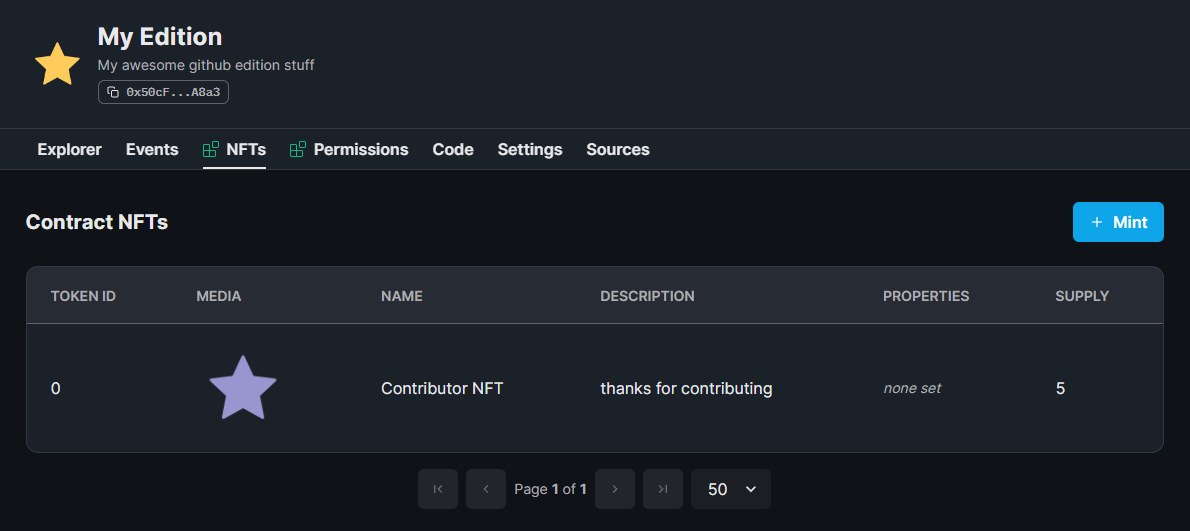 My Edition
My awesome github edition stuff
0x50cF...A8a3
Explorer Events NFTs Permissions Code Settings Sources
Contract NFTs
+ Mint
TOKEN ID MEDIA NAME DESCRIPTION PROPERTIES SUPPLY
0 Contributor NFT thanks for contributing none set 5
Page 1 of 1 50